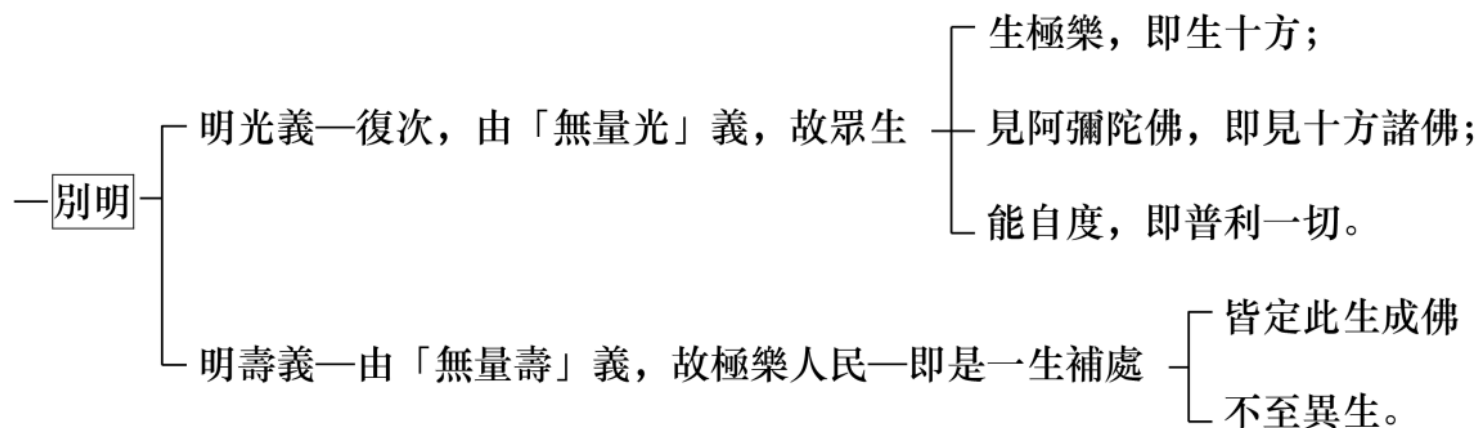 別明
明光義—復次，由「無量光」義，故眾生
生極樂，即生十方；
見阿彌陀佛，即見十方諸佛；
能自度，即普利一切。
明壽義—由「無量壽」義，故極樂人民—即是一生補處
皆定此生成佛
不至異生。